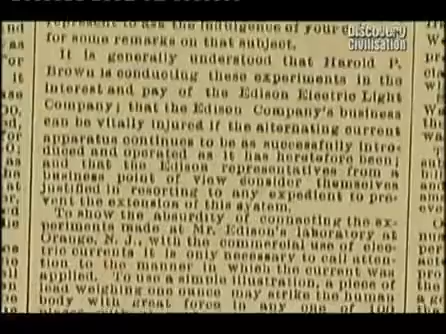 Discovery
Civilisation
represent to ask the indulgence of your
for some remarks on that subject.
It is generally understood that Harold P.
Brown is conducting these experiments in the
interest and pay of the Edison Electric Light
Company; that the Edison Company's business
can be vitally injured if the alternating current
apparatus continues to be as successfully intro-
duced and operated as it has heretofore been;
and that the Edison representatives from a
business point of view consider themselves
justified in resorting to any expedient to pre-
vent the extension of this system.
To show the absurdity of connecting the ex-
periments made at Mr. Edison's laboratory at
Orange, N. J., with the commercial use of elec-
tric currents it is only necessary to call atten-
tion to the manner in which the current was
applied. To use a simple illustration, a piece of
lead weighing one ounce may strike the human
body with great force in any one of 100